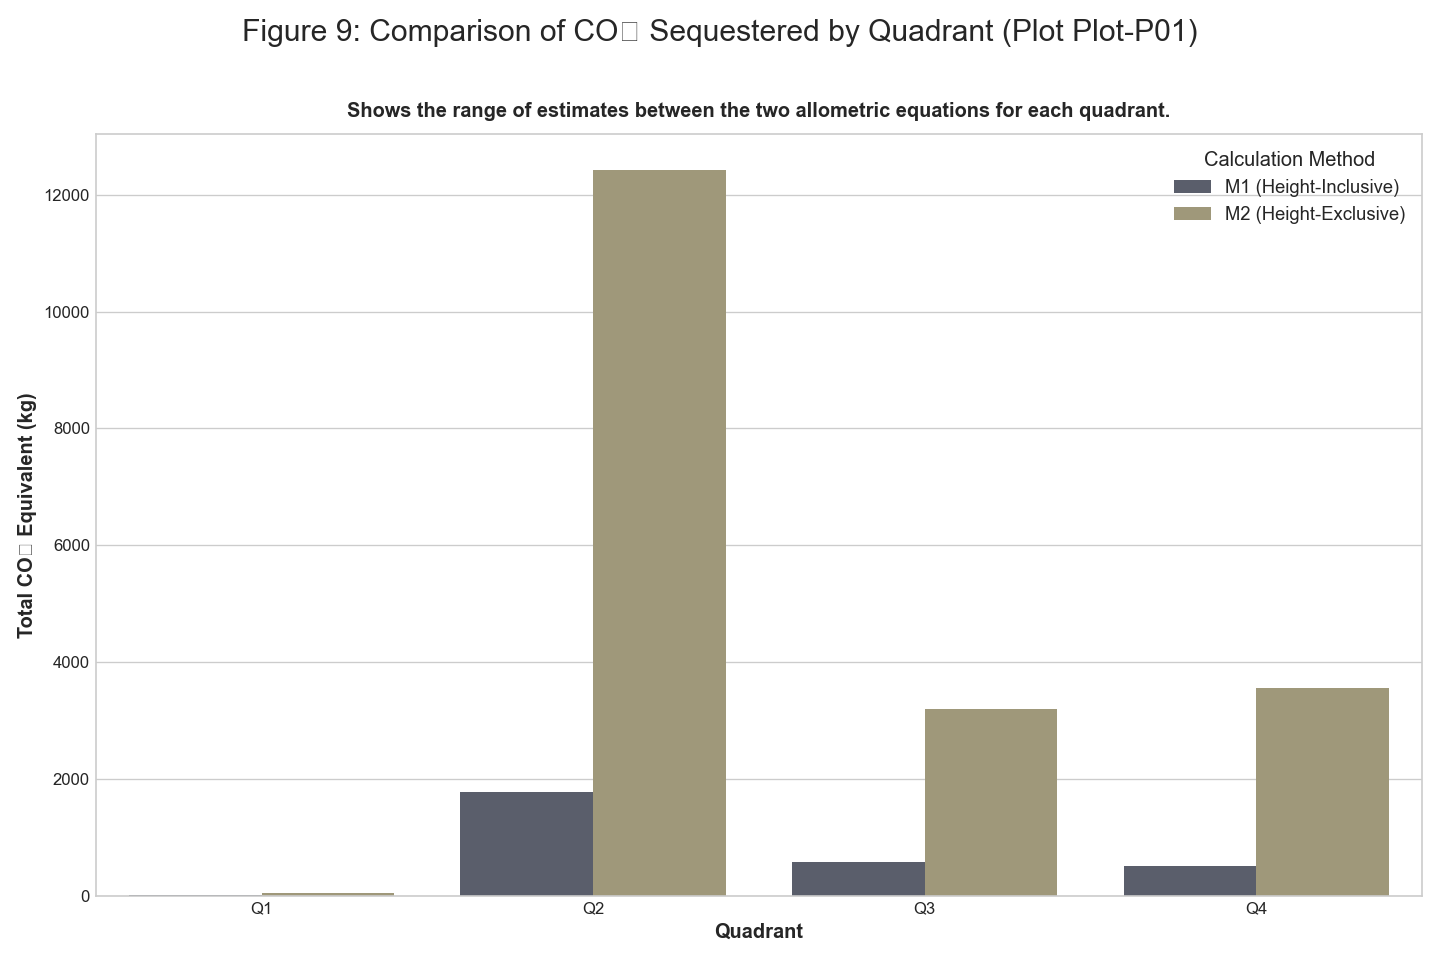 Figure 9: Comparison of CO□ Sequestered by Quadrant (Plot Plot-P01)
Shows the range of estimates between the two allometric equations for each quadrant.
Calculation Method
M1 (Height-Inclusive)
M2 (Height-Exclusive)
Total CO□ Equivalent (kg)
12000
10000
8000
6000
4000
2000
0
Q1
Q2
Q3
Q4
Quadrant